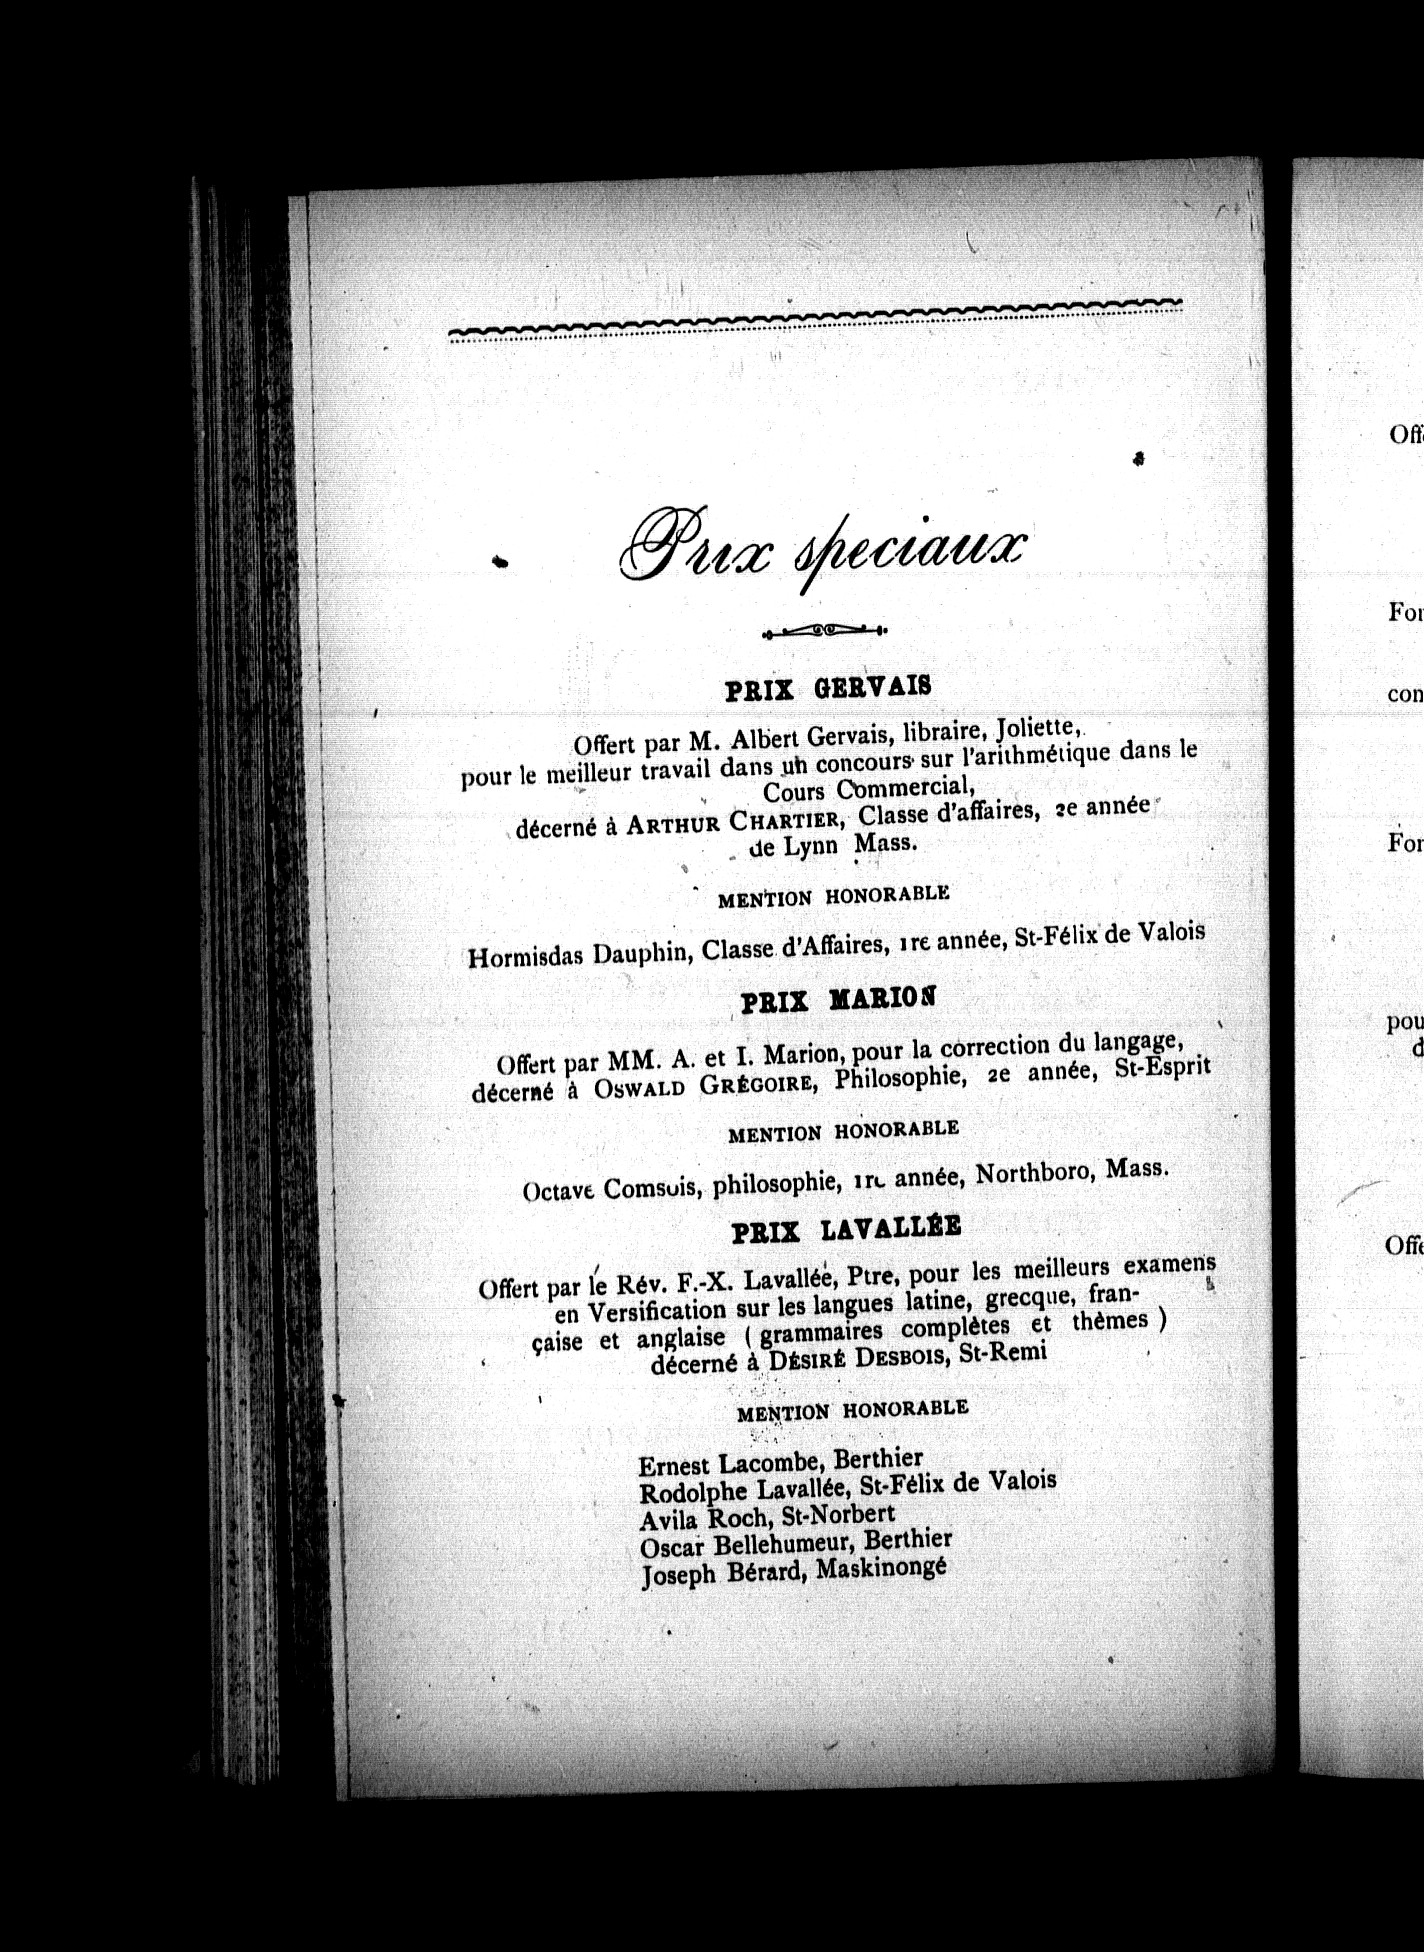 Prix speciaux
PRIX GERVAIS
Offert par M. Albert Gervais, libraire, Joliette,
pour le meilleur travail dans un concours sur l'arithmétique dans le
Cours Commercial,
décerné à ARTHUR CHARTIER, Classe d'affaires, 2e année
de Lynn Mass.
MENTION HONORABLE
Hormisdas Dauphin, Classe d'Affaires, 1re année, St-Félix de Valois
PRIX MARION
Offert par MM. A. et I. Marion, pour la correction du langage,
décerné à OSWALD GRÉGOIRE, Philosophie, 2e année, St-Esprit
MENTION HONORABLE
Octave Comsois, philosophie, 1re année, Northboro, Mass.
PRIX LAVALLÉE
Offert par le Rév. F.-X. Lavallée, Ptre, pour les meilleurs examens
en Versification sur les langues latine, grecque, fran-
çaise et anglaise ( grammaires complètes et thèmes )
décerné à DÉSIRÉ DESBOIS, St-Remi
MENTION HONORABLE
Ernest Lacombe, Berthier
Rodolphe Lavallée, St-Félix de Valois
Avila Roch, St-Norbert
Oscar Bellehumeur, Berthier
Joseph Bérard, Maskinongé